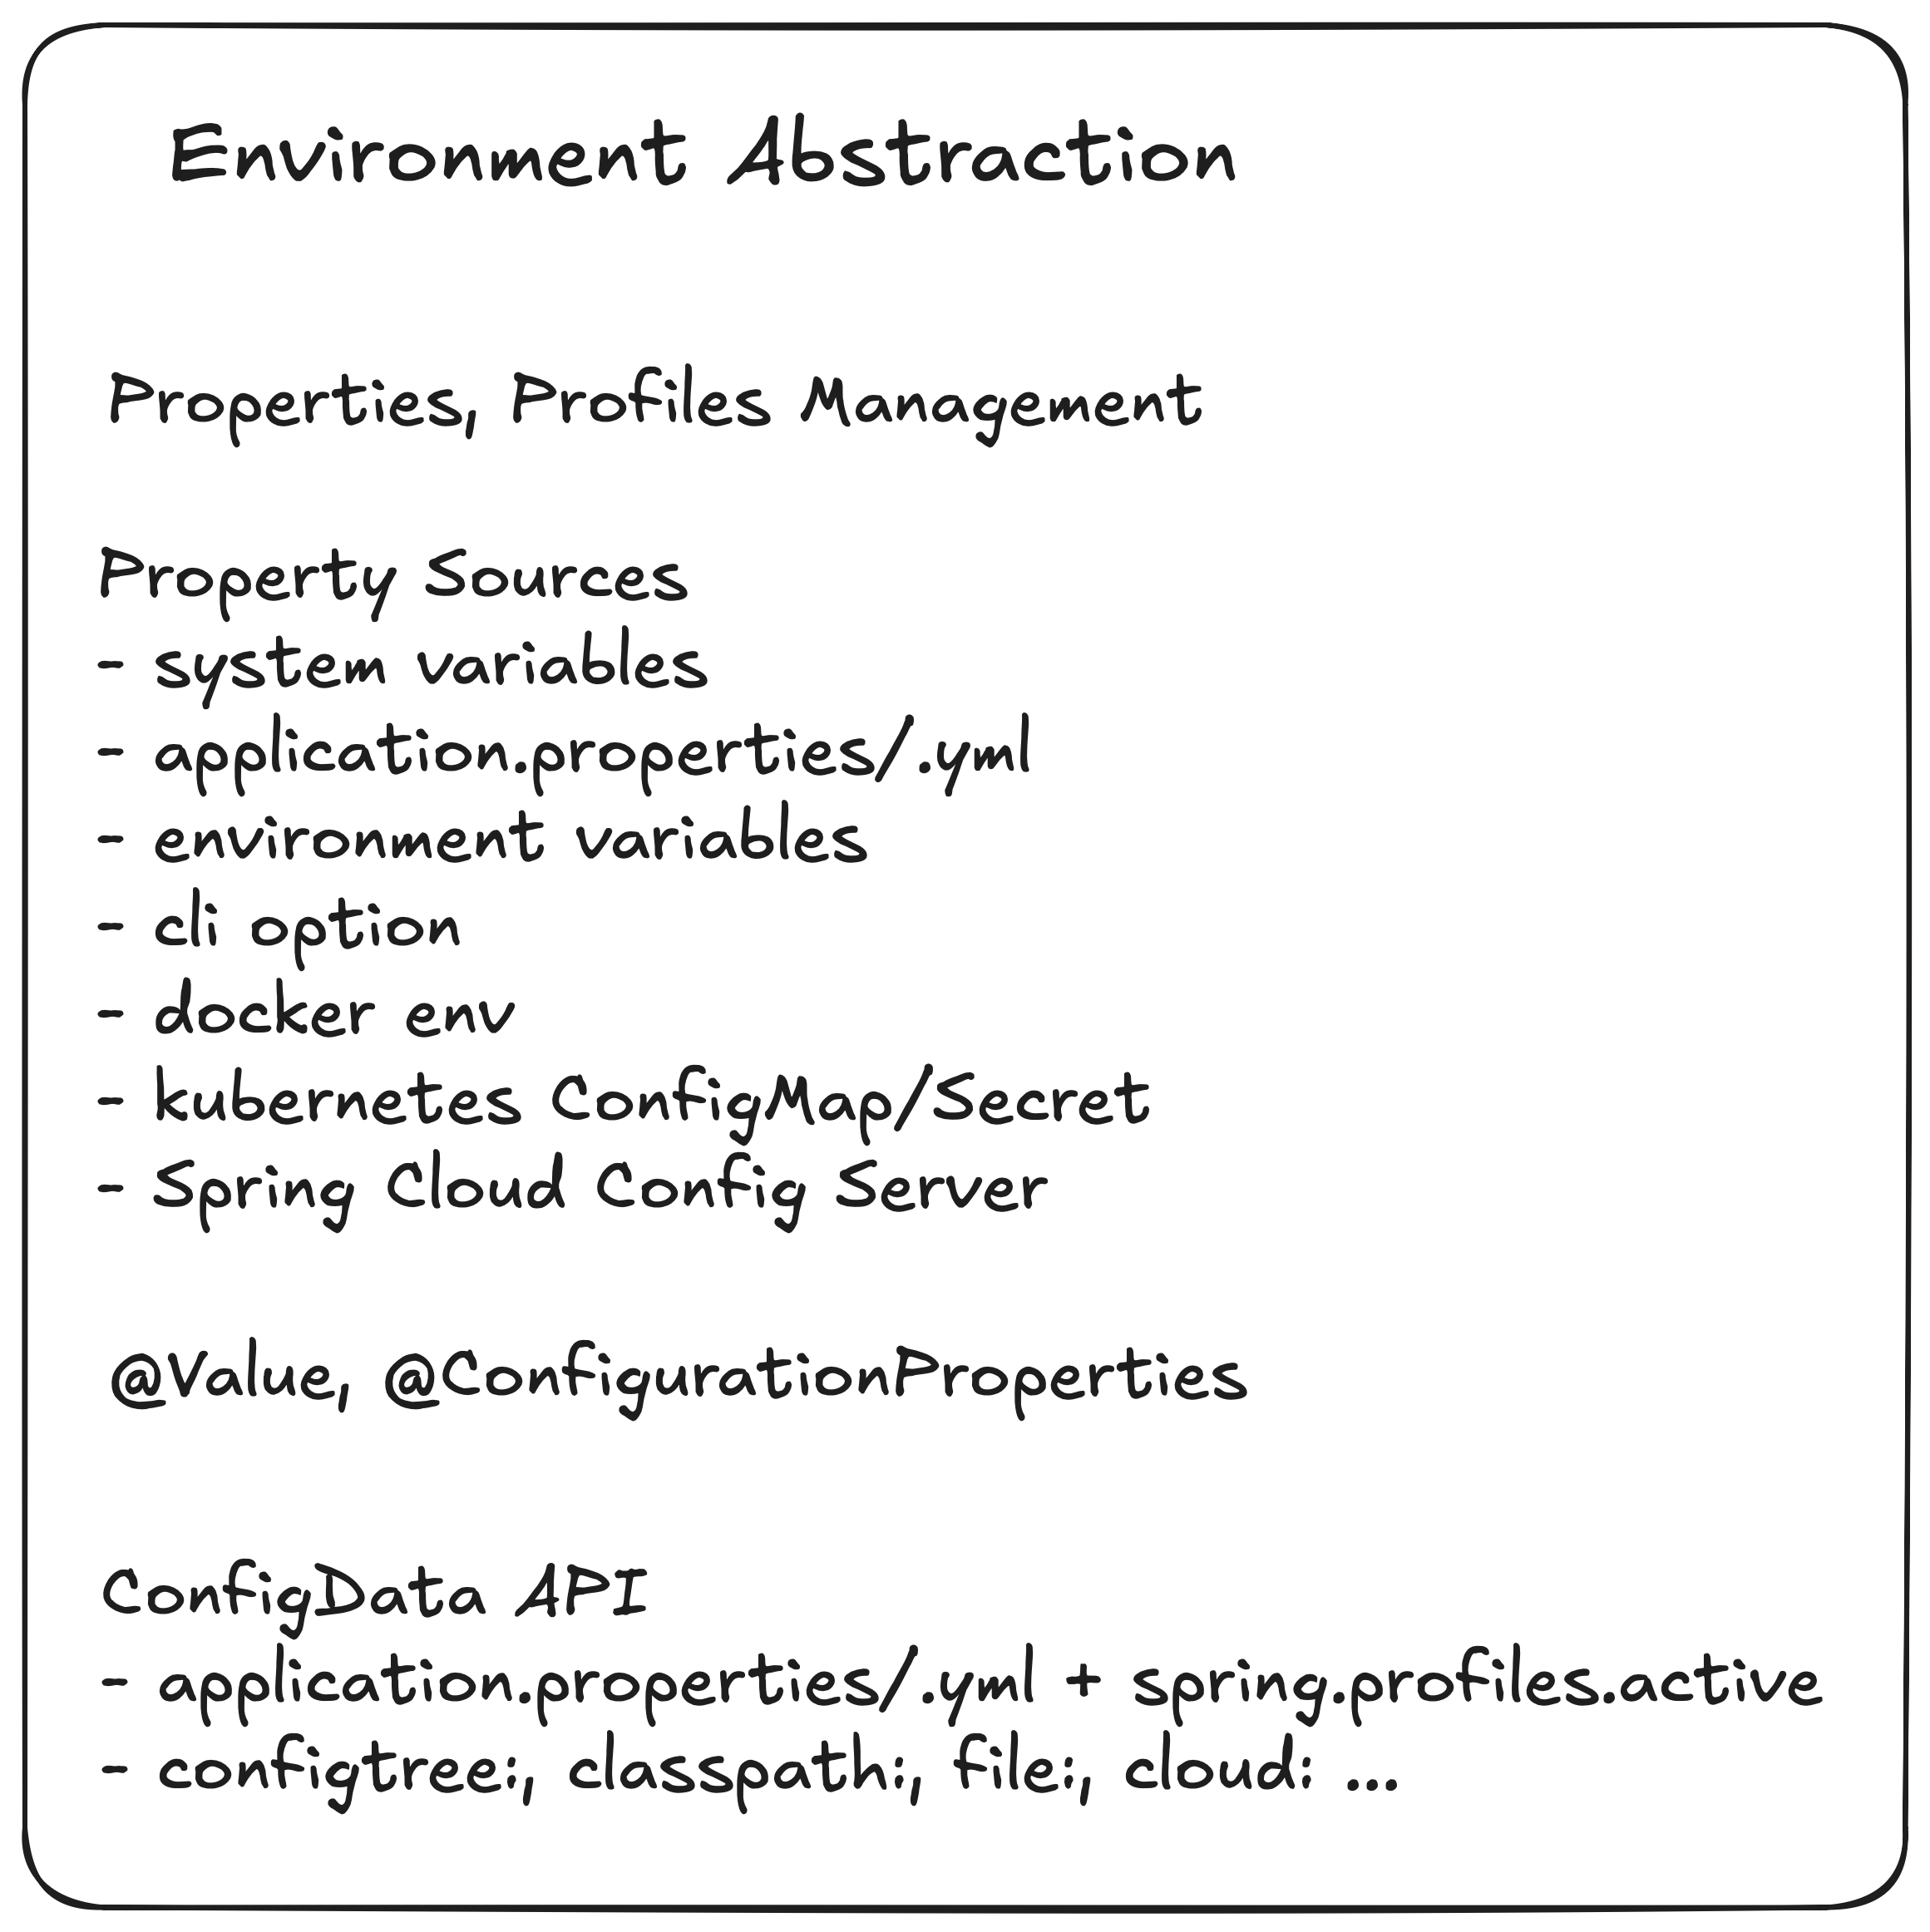 Environment Abstraction
Properties, Profiles Management
Property Sources
- system variables
- application.properties/.yml
- environment variables
- cli option
- docker env
- kubernetes ConfigMap/Secret
- Spring Cloud Config Server
@Value, @ConfigurationProperties
ConfigData API
- application.properties/.yml + spring.profiles.active
- configtree:, classpath:, file:, cloud: ...